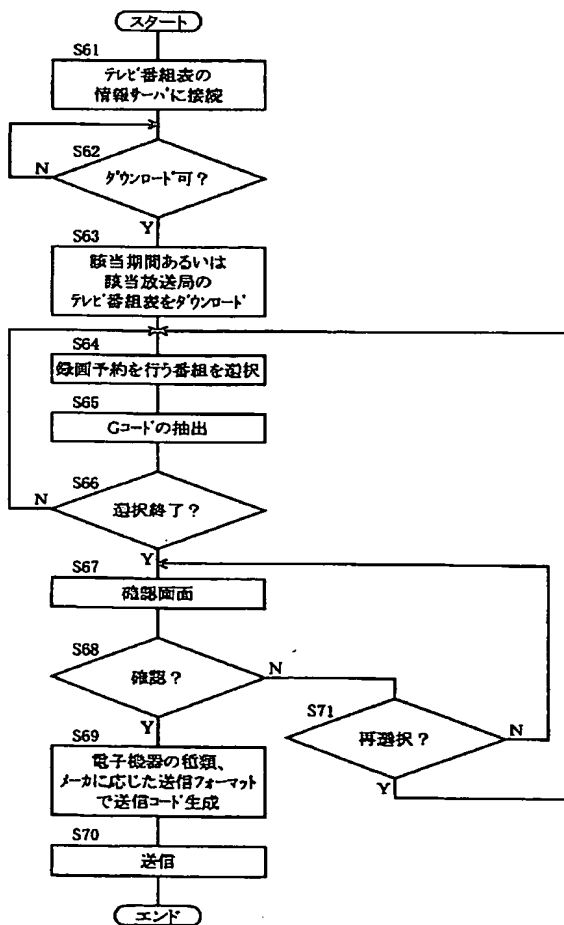 スタート
S61
テレビ番組表の
情報サーバに接続
S62
ダウンロード可?
N
Y
S63
該当期間あるいは
該当放送局の
テレビ番組表をダウンロード
S64
録画予約を行う番組を選択
S65
Gコードの抽出
S66
選択終了?
N
Y
S67
確認画面
S68
確認?
N
Y
S71
再選択?
N
Y
S69
電子機器の種類、
メーカに応じた送信フォーマット
で送信コード生成
S70
送信
エンド